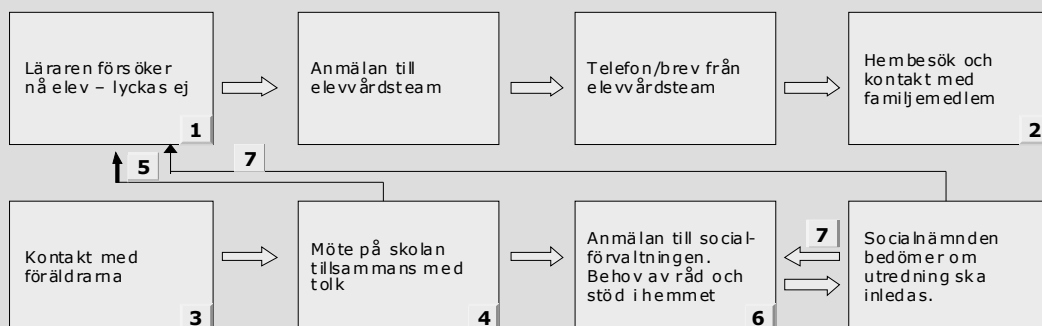 Läraren försöker
nå elev – lyckas ej
1
Anmälan till
elevvårdsteam
Telefon/brev från
elevvårdsteam
Hembesök och
kontakt med
familjemedlem
2
5
7
Kontakt med
föräldrarna
3
Möte på skolan
tillsammans med
tolk
4
Anmälan till social-
förvaltningen.
Behov av råd och
stöd i hemmet
6
7
Socialnämnden
bedömer om
utredning ska
inledas.